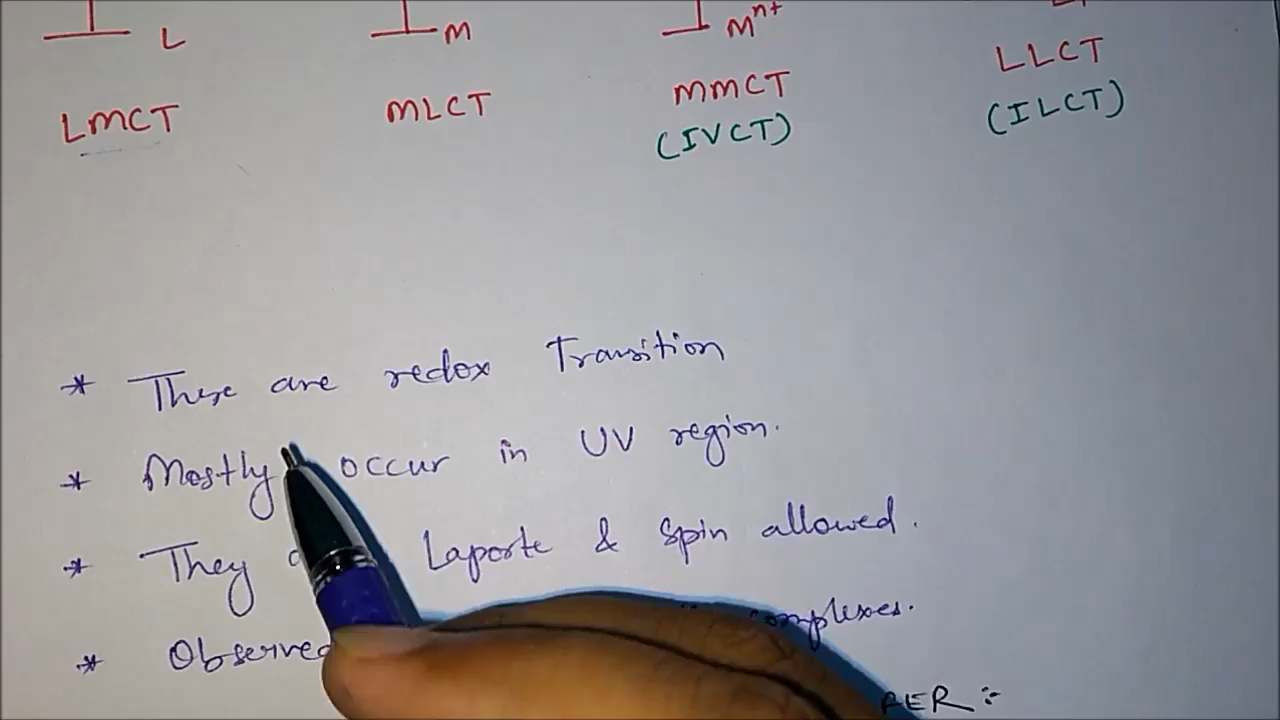 L M Mⁿ⁺
LMCT MLCT MMCT LLCT
(IVCT) (ILCT)
* These are redox Transition
* Mostly occur in UV region.
* They Laporte & spin allowed.
* Observed complexes.